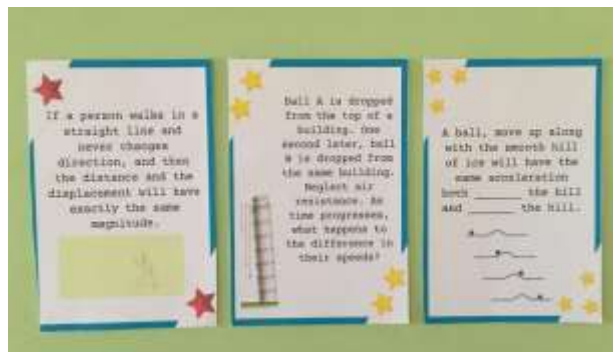 If a person walks in a
straight line and
never changes
direction, and then
the distance and the
displacement will have
exactly the same
magnitude.
Ball A is dropped
from the top of a
building. One
second later, ball
B is dropped from
the same building.
Neglect air
resistance. As
time progresses,
what happens to
the difference in
their speeds?
A ball, move up along
with the smooth hill
of ice will have the
same acceleration
both ______ the hill
and ______ the hill.